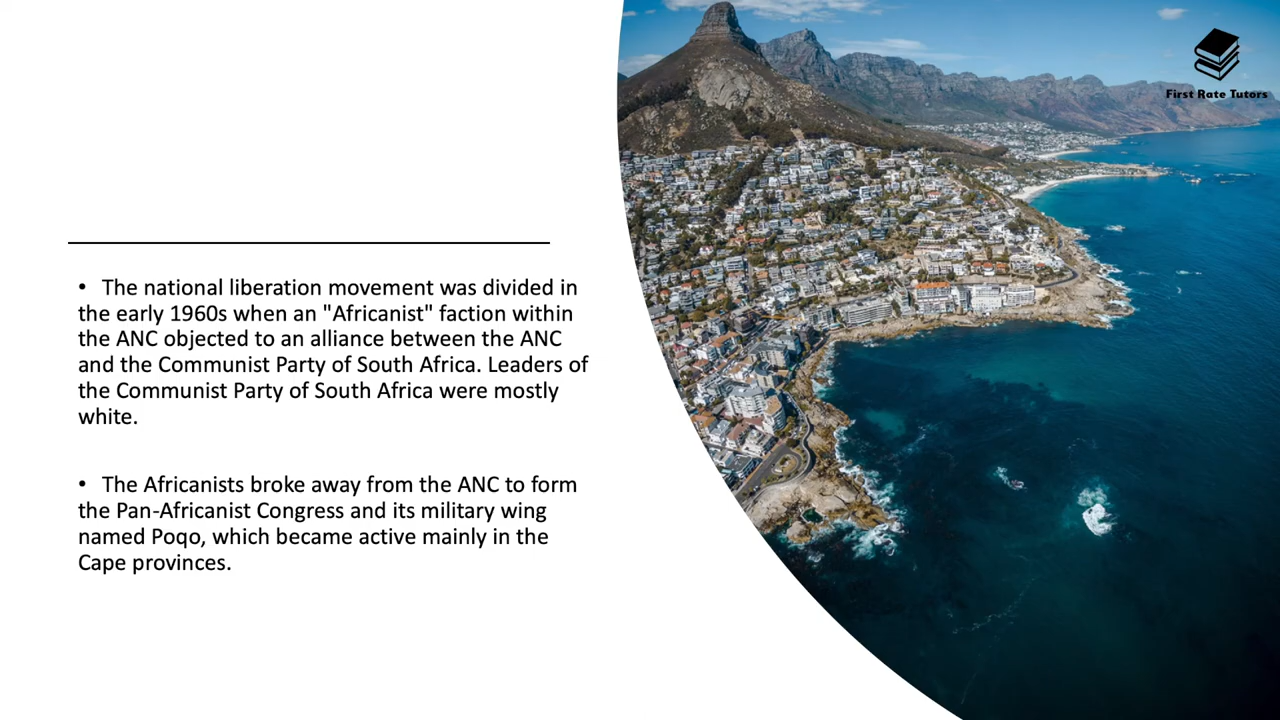 First Rate Tutors
• The national liberation movement was divided in
the early 1960s when an "Africanist" faction within
the ANC objected to an alliance between the ANC
and the Communist Party of South Africa. Leaders of
the Communist Party of South Africa were mostly
white.
• The Africanists broke away from the ANC to form
the Pan-Africanist Congress and its military wing
named Poqo, which became active mainly in the
Cape provinces.